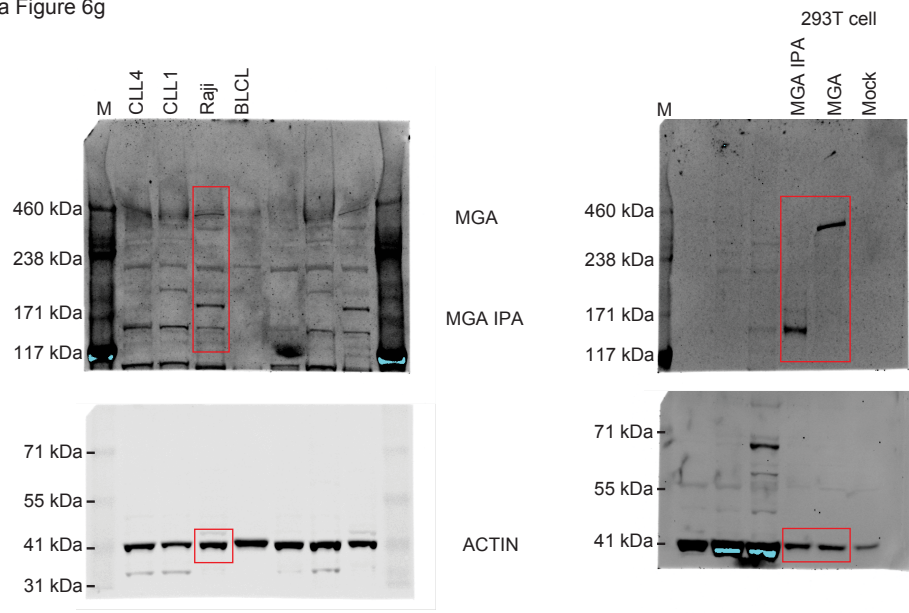 a Figure 6g
293T cell
M
CLL4
CLL1
Raji
BLCL
M
MGA IPA
MGA
Mock
460 kDa
238 kDa
171 kDa
117 kDa
MGA
MGA IPA
460 kDa
238 kDa
171 kDa
117 kDa
71 kDa
55 kDa
41 kDa
31 kDa
ACTIN
71 kDa
55 kDa
41 kDa